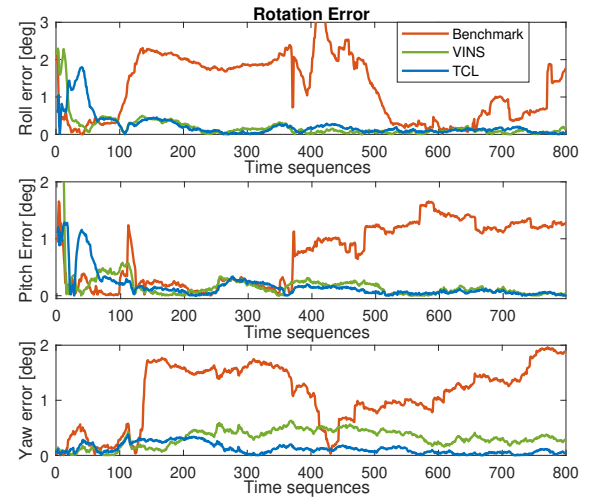 Rotation Error
Roll error [deg]
3
2
1
0
Benchmark
VINS
TCL
0 100 200 300 400 500 600 700 800
Time sequences
Pitch Error [deg]
2
1
0
0 100 200 300 400 500 600 700 800
Time sequences
Yaw error [deg]
2
1
0
0 100 200 300 400 500 600 700 800
Time sequences